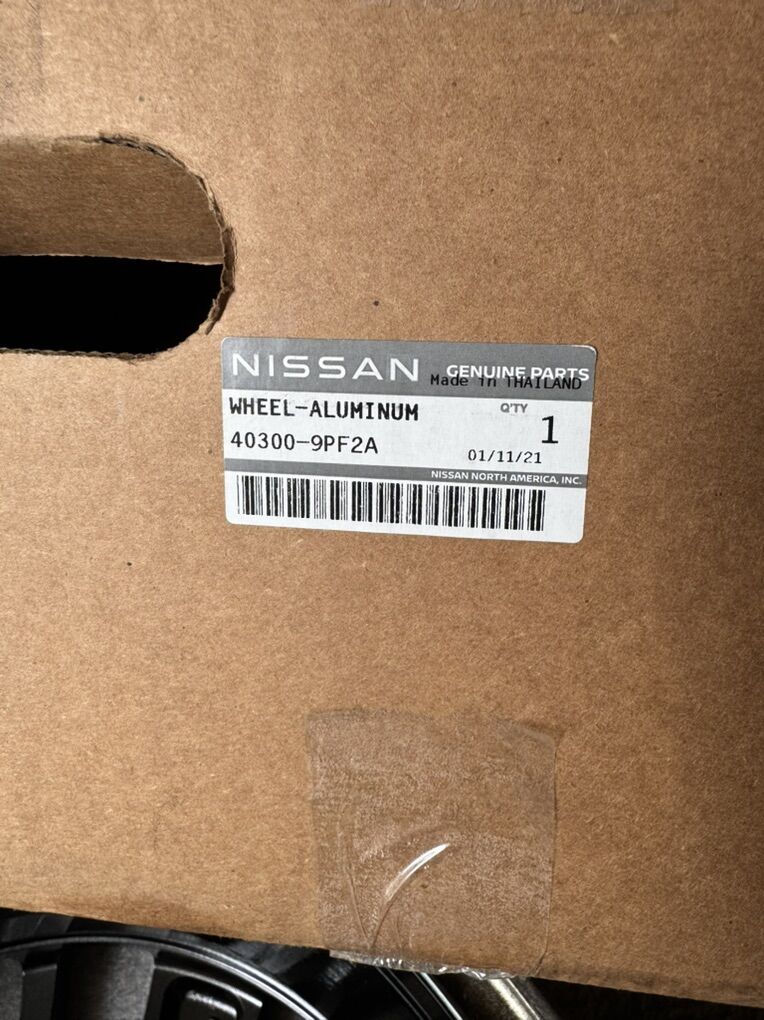 NISSAN GENUINE PARTS
Made in THAILAND
WHEEL-ALUMINUM Q'TY
40300-9PF2A 1
01/11/21
NISSAN NORTH AMERICA, INC.